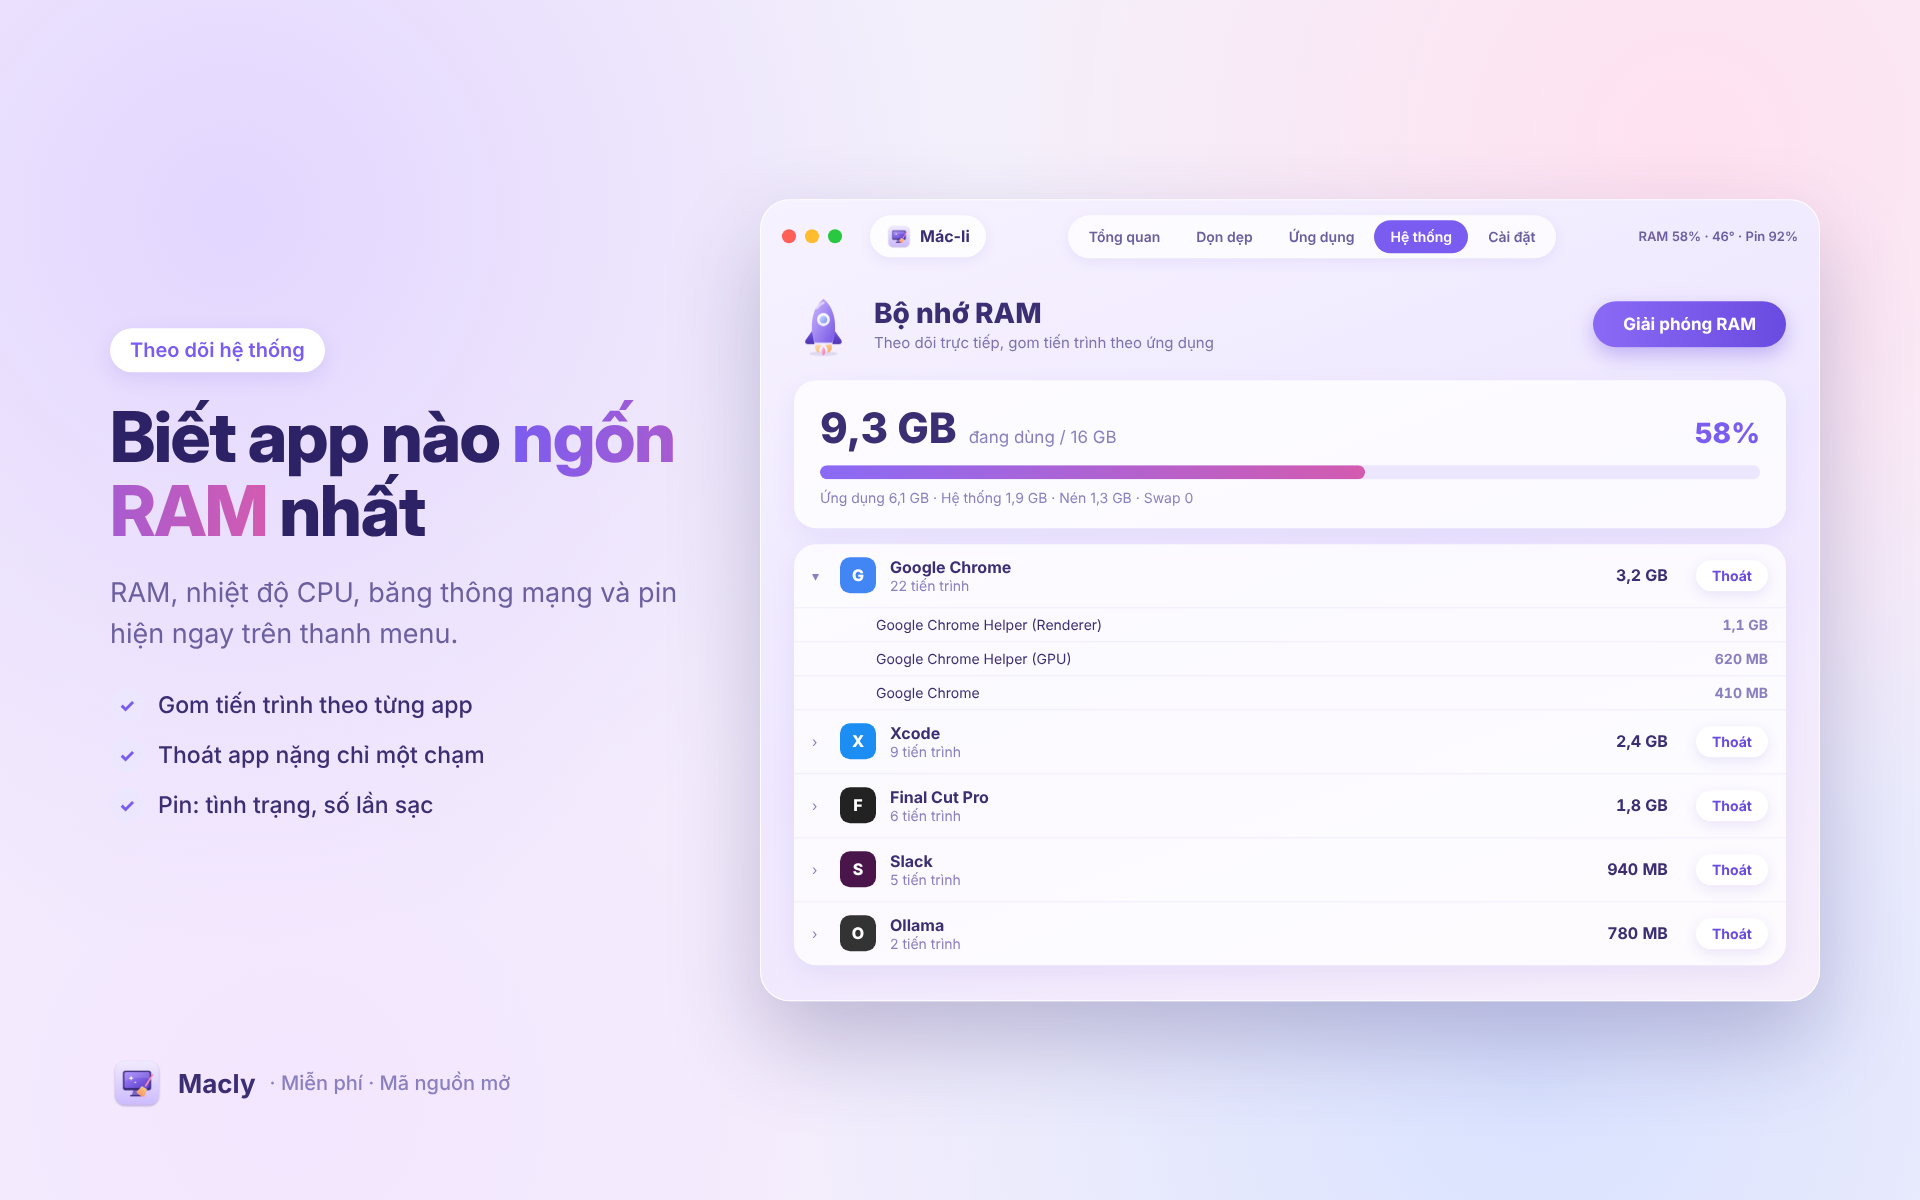 Theo dõi hệ thống
Biết app nào ngốn
RAM nhất
RAM, nhiệt độ CPU, băng thông mạng và pin
hiện ngay trên thanh menu.
Gom tiến trình theo từng app
Thoát app nặng chỉ một chạm
Pin: tình trạng, số lần sạc
Macly · Miễn phí · Mã nguồn mở
Mác-li
Tổng quan Dọn dẹp Ứng dụng Hệ thống Cài đặt
RAM 58% · 46° · Pin 92%
Bộ nhớ RAM
Theo dõi trực tiếp, gom tiến trình theo ứng dụng
Giải phóng RAM
9,3 GB đang dùng / 16 GB 58%
Ứng dụng 6,1 GB · Hệ thống 1,9 GB · Nén 1,3 GB · Swap 0
G Google Chrome 3,2 GB Thoát
22 tiến trình
Google Chrome Helper (Renderer) 1,1 GB
Google Chrome Helper (GPU) 620 MB
Google Chrome 410 MB
X Xcode 2,4 GB Thoát
9 tiến trình
F Final Cut Pro 1,8 GB Thoát
6 tiến trình
S Slack 940 MB Thoát
5 tiến trình
O Ollama 780 MB Thoát
2 tiến trình